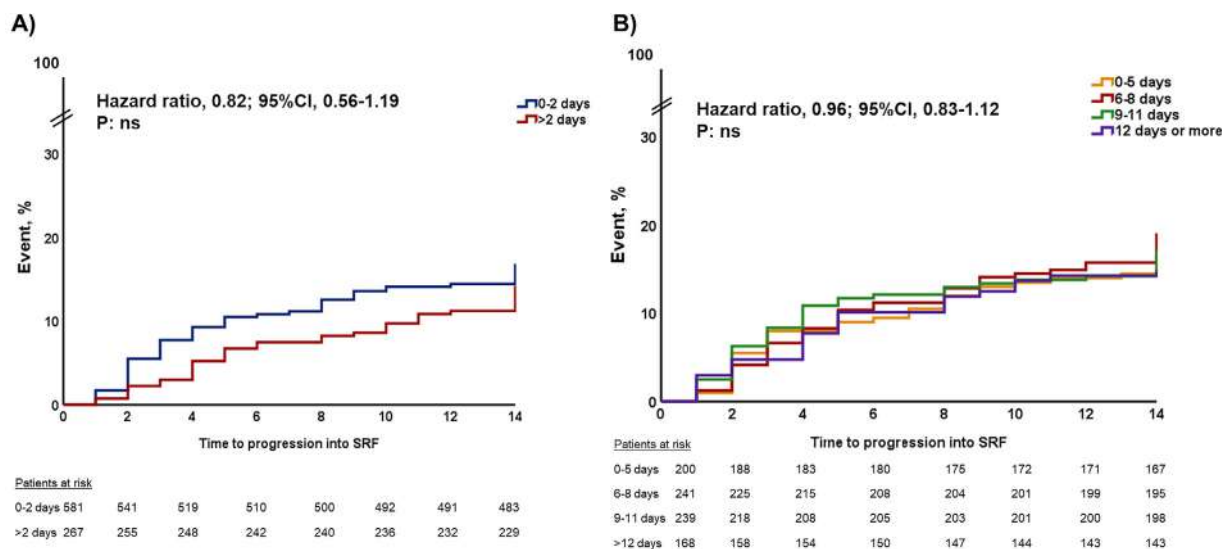 A)
100
Hazard ratio, 0.82; 95%CI, 0.56-1.19
P: ns
0-2 days
>2 days
30
20
10
0
Event, %
0 2 4 6 8 10 12 14
Time to progression into SRF
Patients at risk
0-2 days 581 541 519 510 500 492 491 483
>2 days 267 255 248 242 240 236 232 229
B)
100
Hazard ratio, 0.96; 95%CI, 0.83-1.12
P: ns
0-5 days
6-8 days
9-11 days
12 days or more
30
20
10
0
Event, %
0 2 4 6 8 10 12 14
Time to progression into SRF
Patients at risk
0-5 days 200 188 183 180 175 172 171 167
6-8 days 241 225 215 208 204 201 199 195
9-11 days 239 218 208 205 203 201 200 198
>12 days 168 158 154 150 147 144 143 143